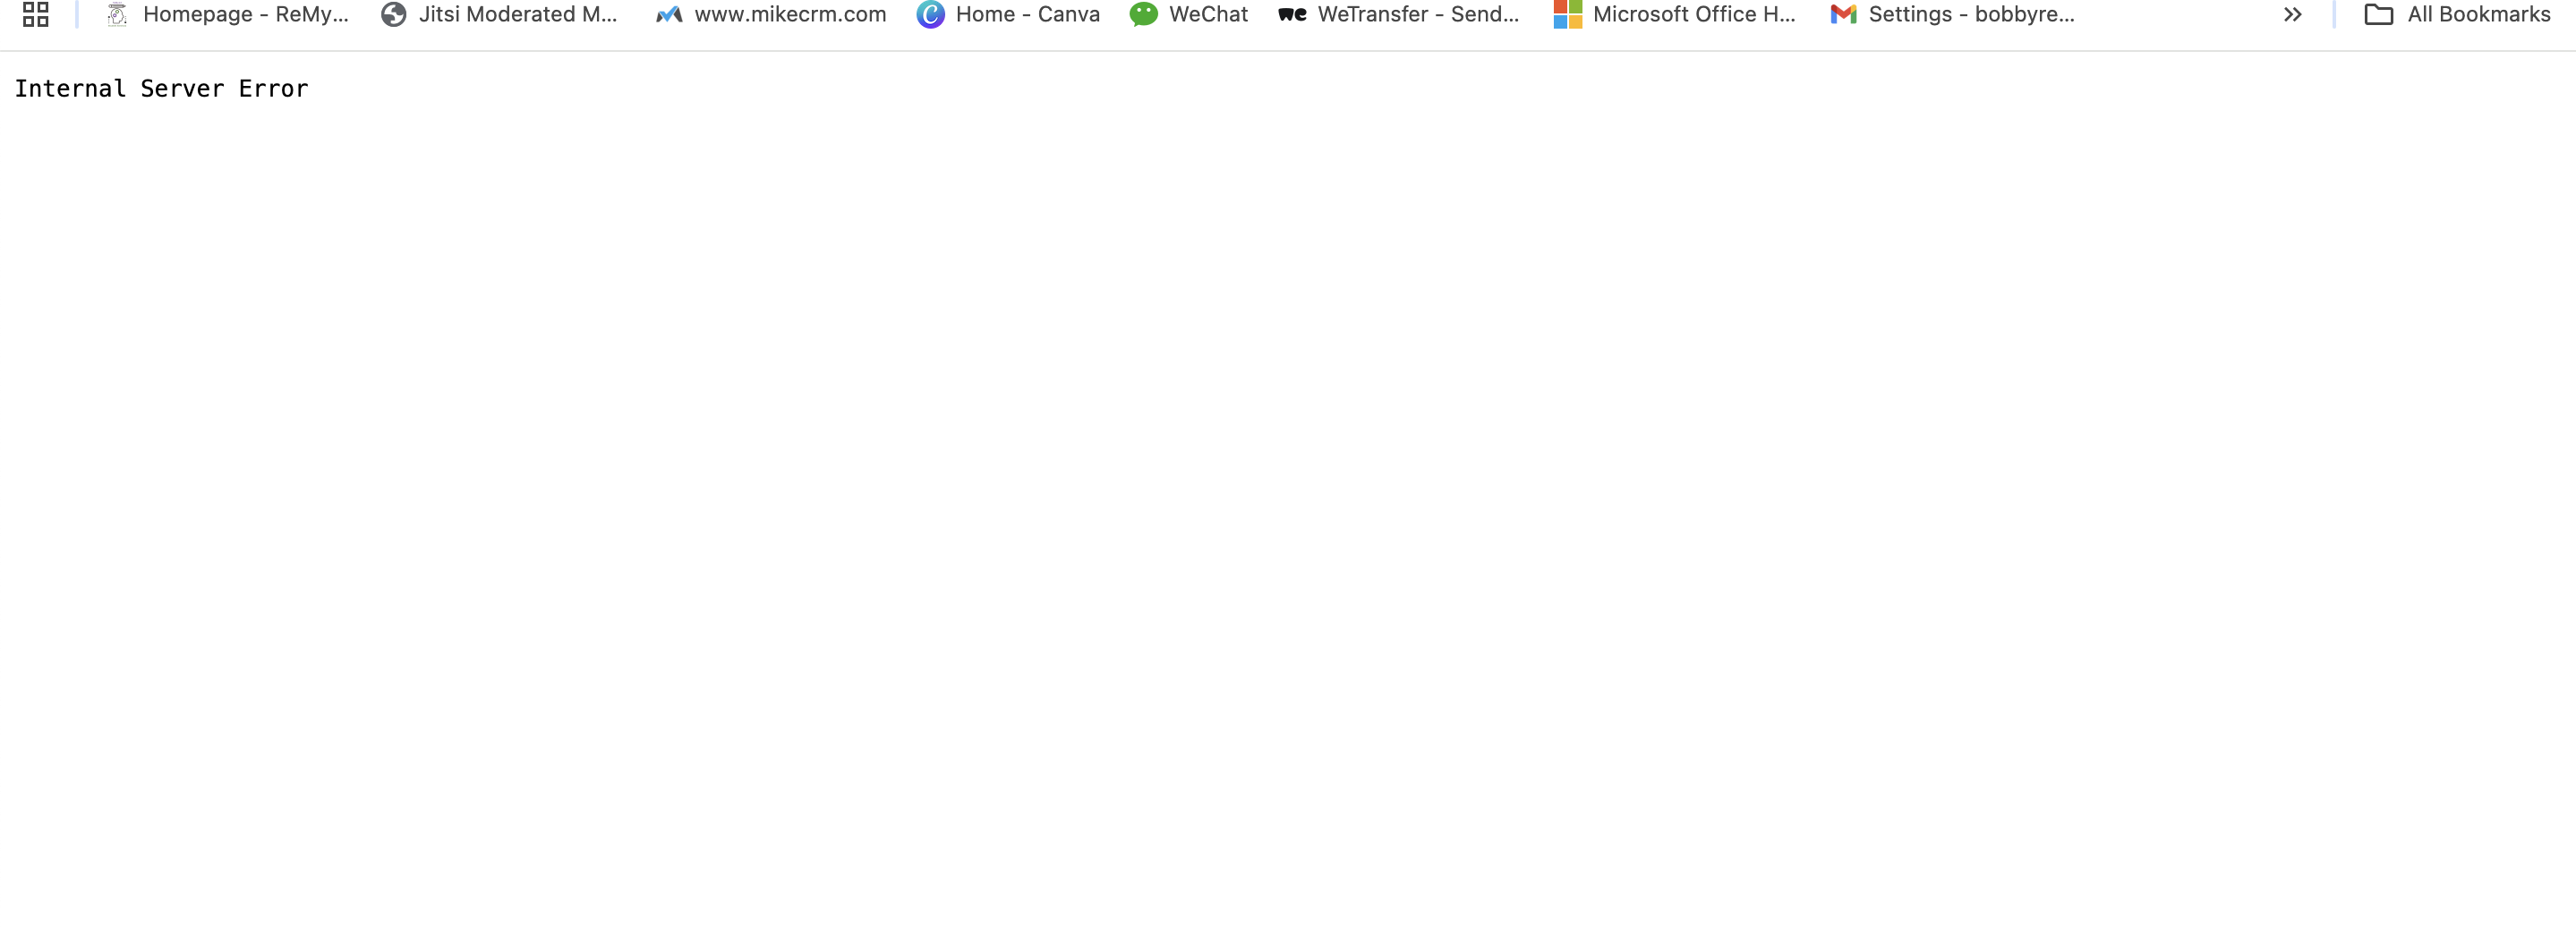 Homepage - ReMy... Jitsi Moderated M... www.mikecrm.com Home - Canva WeChat we WeTransfer - Send... Microsoft Office H... Settings - bobbyre... All Bookmarks
Internal Server Error